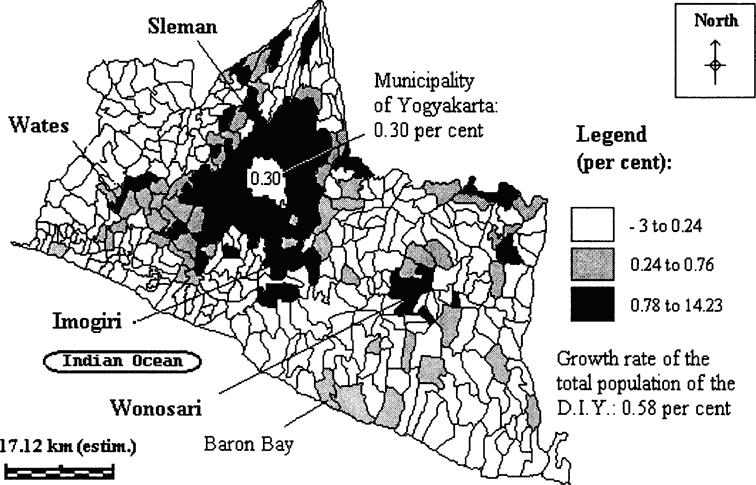 Sleman
North
Municipality
of Yogyakarta:
0.30 per cent
Wates
Legend
(per cent):
0.30
- 3 to 0.24
0.24 to 0.76
0.78 to 14.23
Imogiri
Indian Ocean
Growth rate of the
total population of the
D.I.Y.: 0.58 per cent
Wonosari
Baron Bay
17.12 km (estim.)